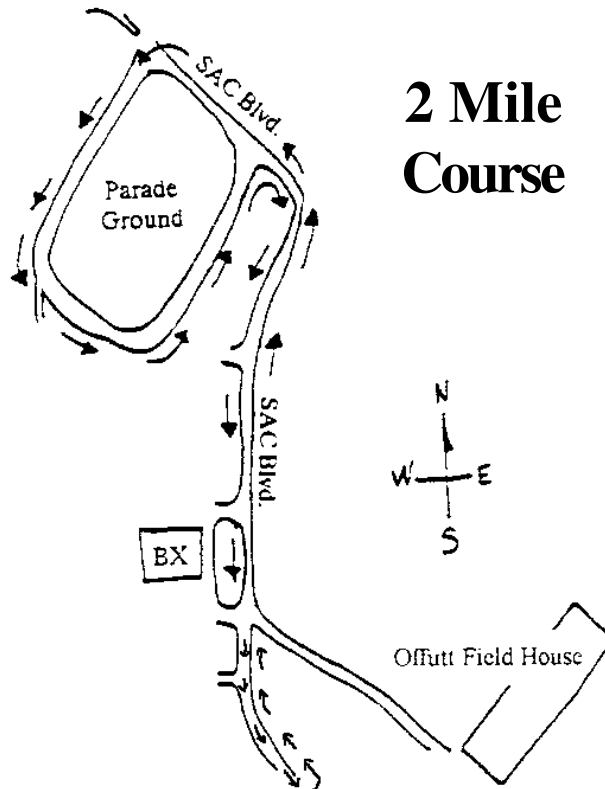 2 Mile
Course
SAC Blvd.
Parade
Ground
SAC Blvd.
N
W E
S
BX
Offutt Field House